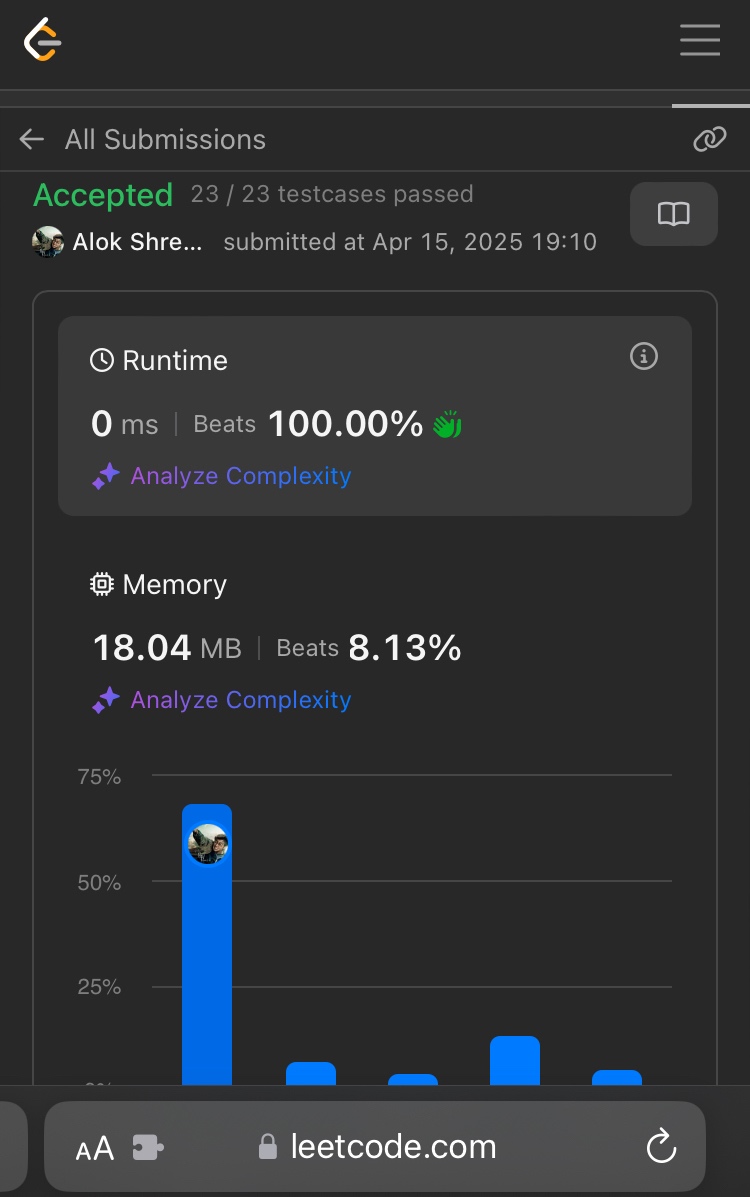 All Submissions
Accepted 23 / 23 testcases passed
Alok Shre... submitted at Apr 15, 2025 19:10
Runtime
0 ms | Beats 100.00%
Analyze Complexity
Memory
18.04 MB | Beats 8.13%
Analyze Complexity
75%
50%
25%
AA leetcode.com